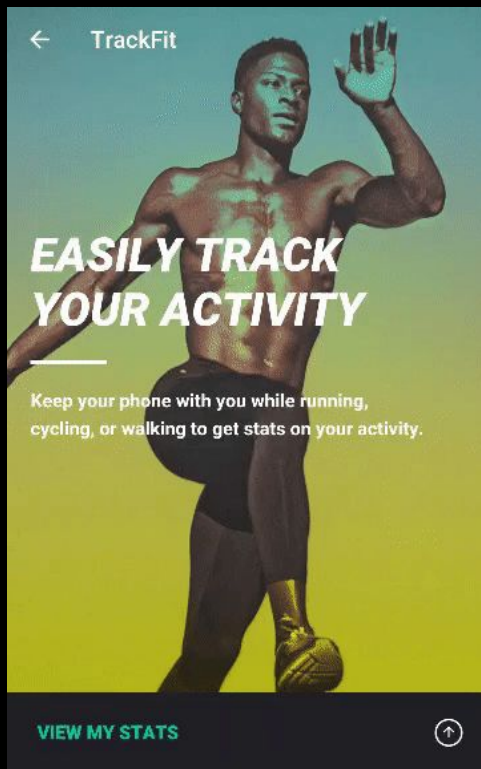 TrackFit
EASILY TRACK
YOUR ACTIVITY
Keep your phone with you while running,
cycling, or walking to get stats on your activity.
VIEW MY STATS